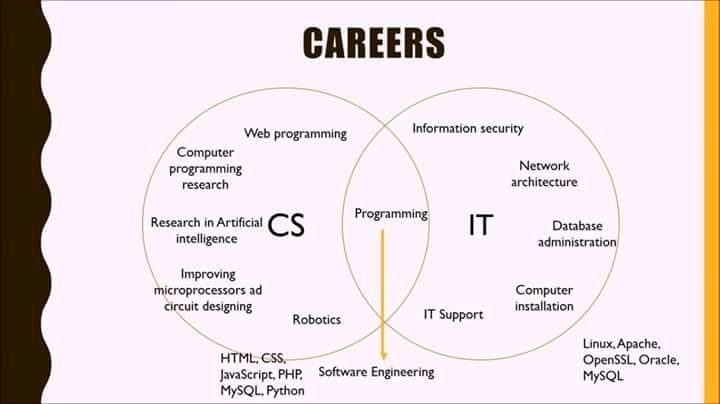 CAREERS
Web programming
Computer
programming
research
Research in Artificial
intelligence
CS
Improving
microprocessors ad
circuit designing
Robotics
Programming
Information security
Network
architecture
IT
Database
administration
Computer
installation
IT Support
HTML, CSS,
JavaScript, PHP,
MySQL, Python
Software Engineering
Linux, Apache,
OpenSSL, Oracle,
MySQL